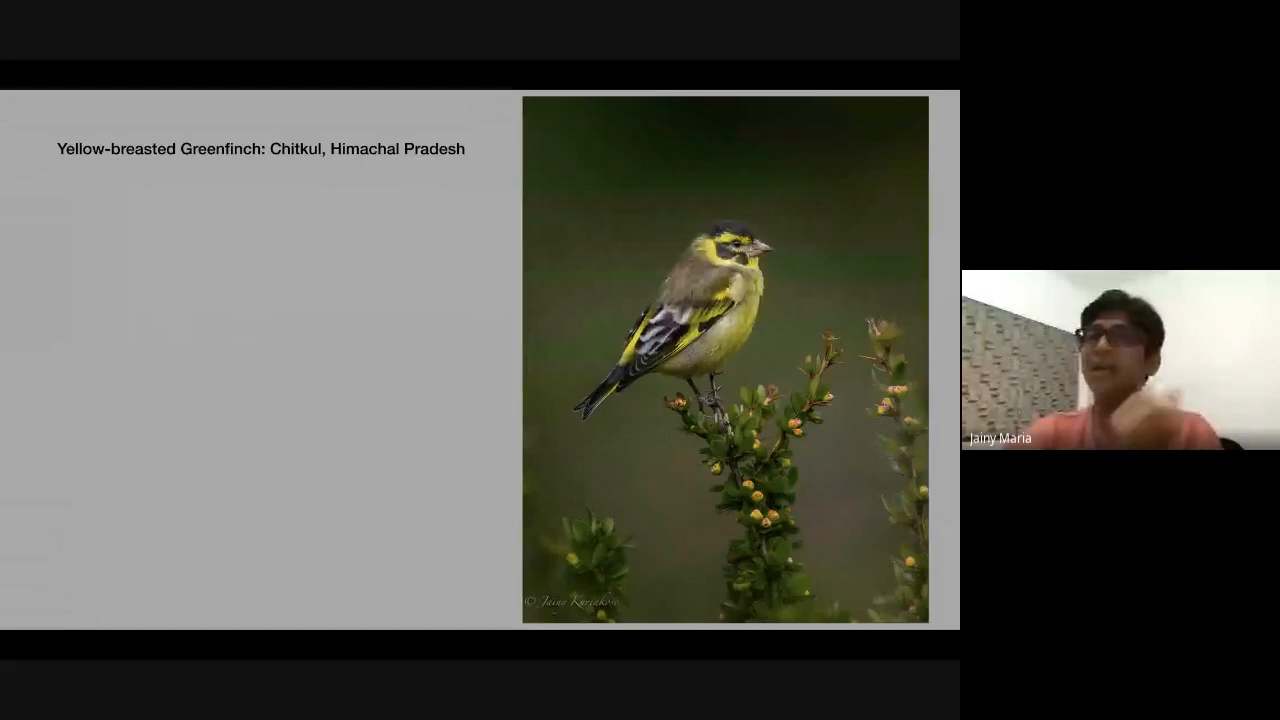 Yellow-breasted Greenfinch: Chitkul, Himachal Pradesh
Jainy Maria
© Jainy Kuriakose